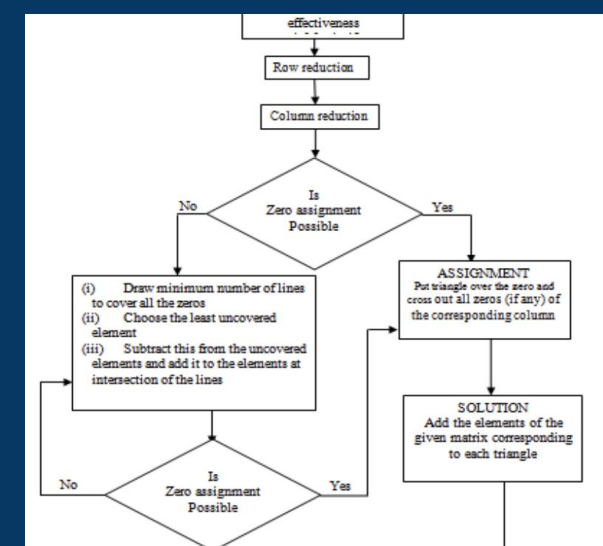 effectiveness
Row reduction
Column reduction
Is
Zero assignment
Possible
No
Yes
(i) Draw minimum number of lines
to cover all the zeros
(ii) Choose the least uncovered
element
(iii) Subtract this from the uncovered
elements and add it to the elements at
intersection of the lines
ASSIGNMENT
Put triangle over the zero and
cross out all zeros (if any) of
the corresponding column
SOLUTION
Add the elements of the
given matrix corresponding
to each triangle
Is
Zero assignment
Possible
No
Yes